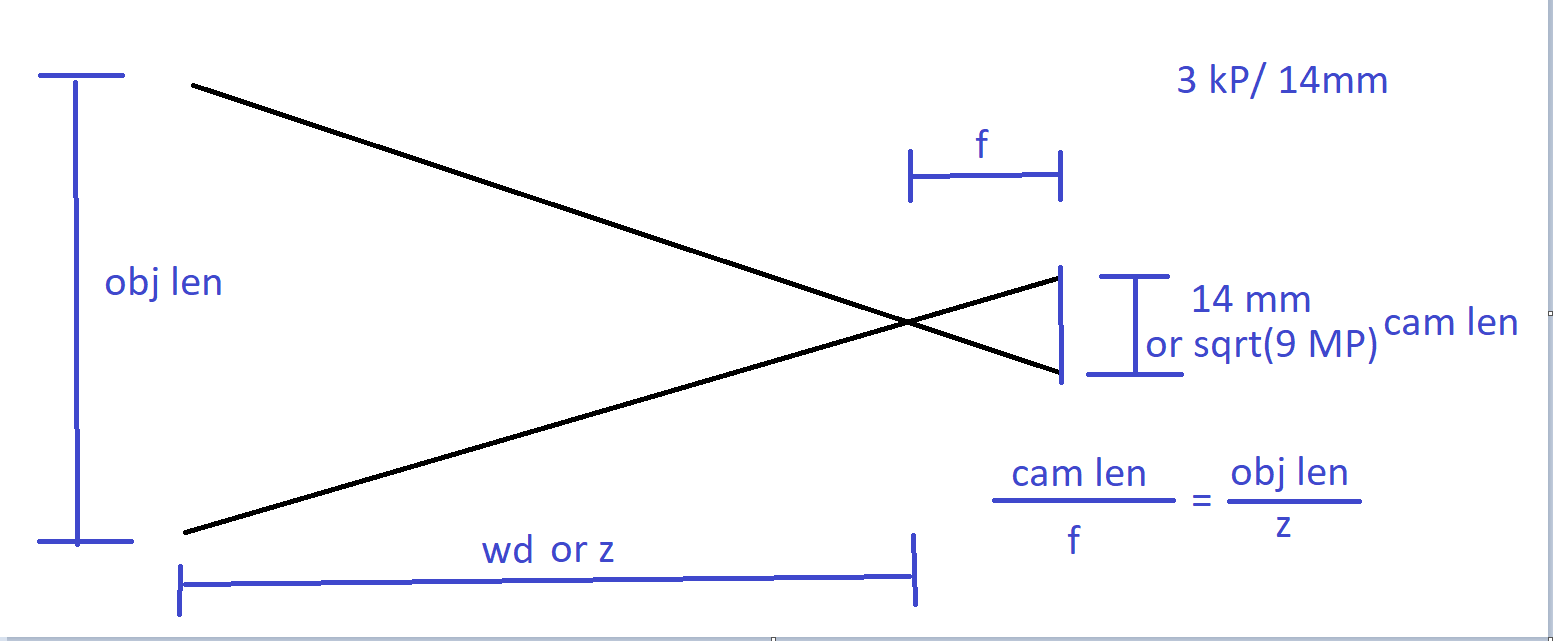 3 kP/ 14mm
f
obj len
14 mm
or sqrt(9 MP)
cam len
cam len
f
=
obj len
z
wd or z